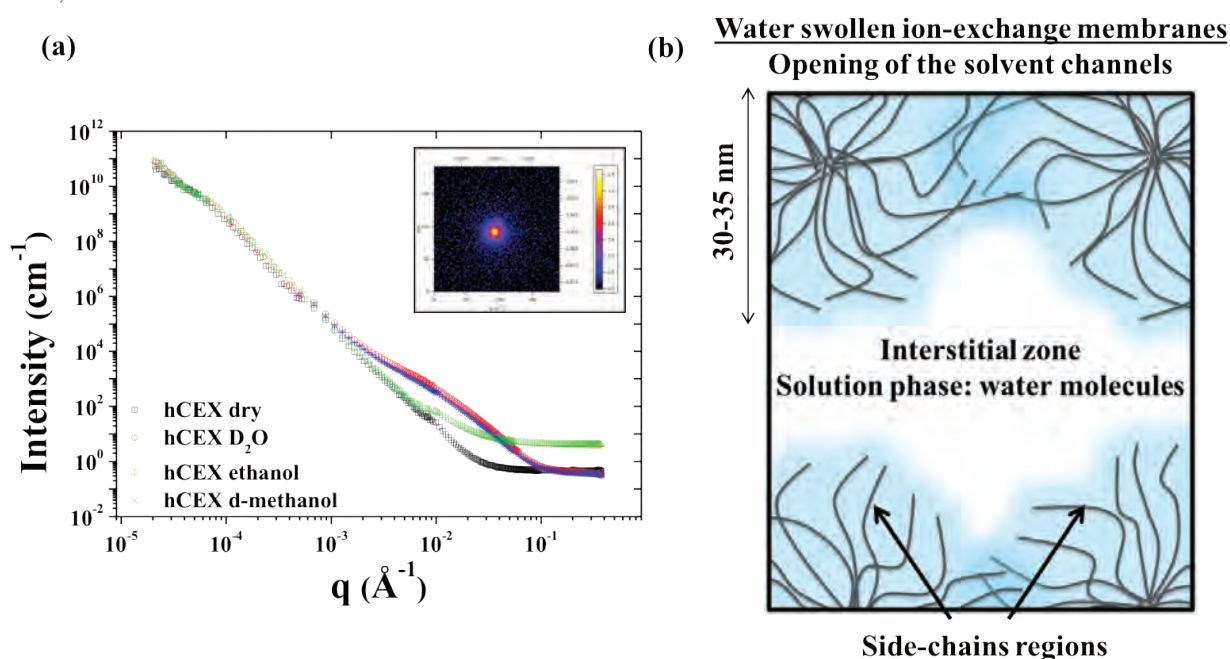 (a)
10^12
10^10
10^8
10^6
10^4
10^2
10^0
10^-2
Intensity (cm^-1)
hCEX dry
hCEX D_2O
hCEX ethanol
hCEX d-methanol
10^-5
10^-4
10^-3
10^-2
10^-1
q (Å^-1)
(b)
Water swollen ion-exchange membranes
Opening of the solvent channels
30-35 nm
Interstitial zone
Solution phase: water molecules
Side-chains regions